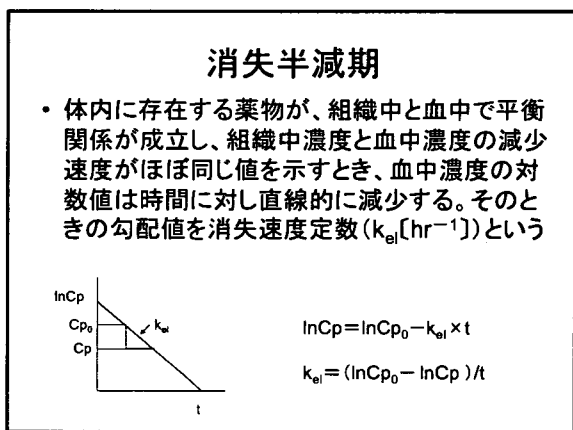 消失半減期
• 体内に存在する薬物が、組織中と血中で平衡
関係が成立し、組織中濃度と血中濃度の減少
速度がほぼ同じ値を示すとき、血中濃度の対
数値は時間に対し直線的に減少する。そのと
きの勾配値を消失速度定数(kel[hr−1])という
lnCp
Cp0
kel
Cp
t
lnCp=lnCp0−kel×t
kel=(lnCp0−lnCp)/t